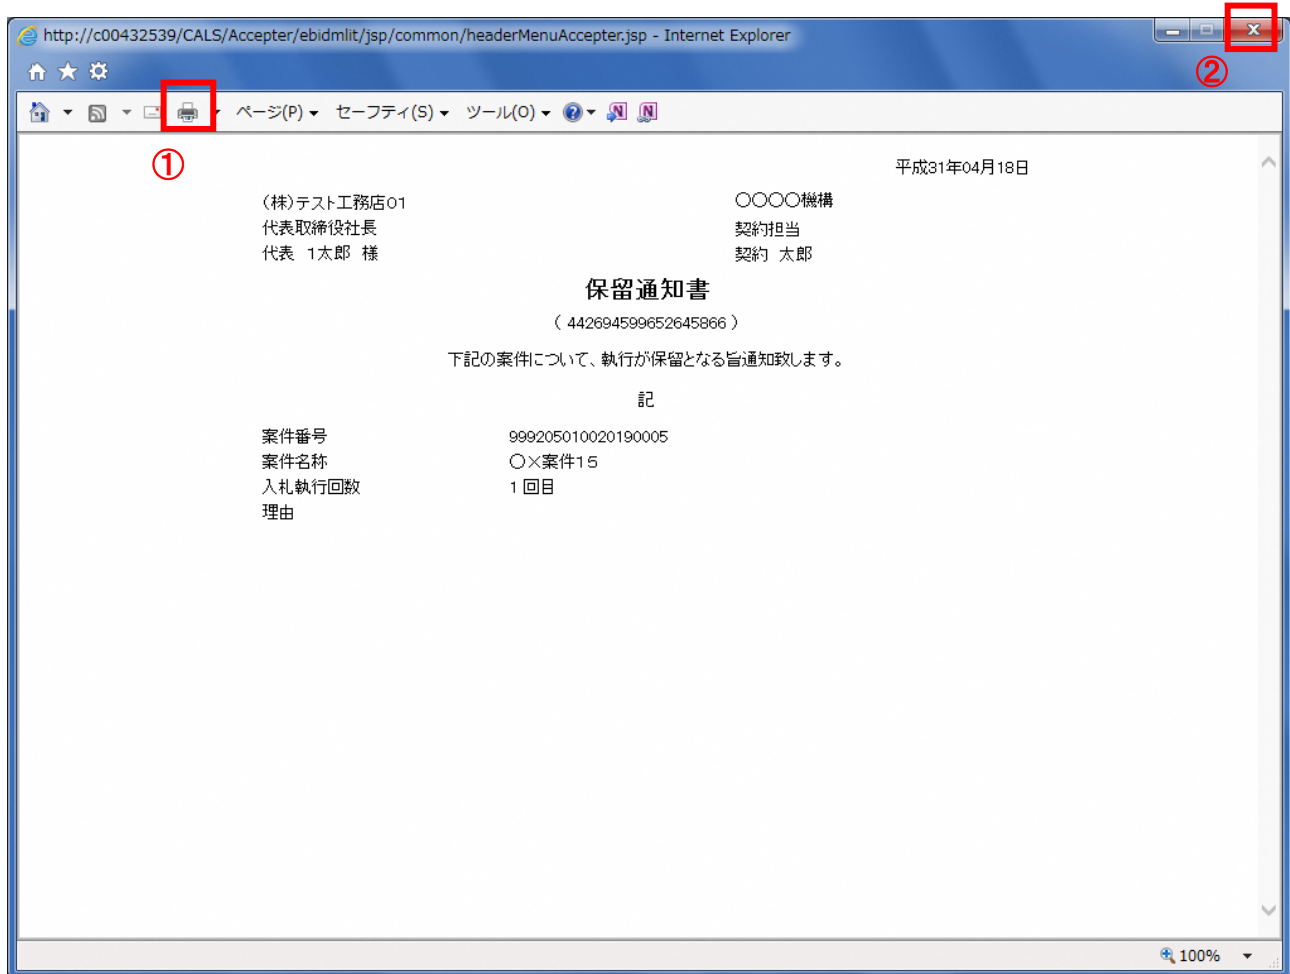 http://c00432539/CALS/Accepter/ebidmlit/jsp/common/headerMenuAccepter.jsp - Internet Explorer
②
ページ(P) セーフティ(S) ツール(O)
①
平成31年04月18日
(株)テスト工務店01 〇〇〇〇機構
代表取締役社長 契約担当
代表 1太郎 様 契約 太郎
保留通知書
( 442694599652645866 )
下記の案件について、執行が保留となる旨通知致します。
記
案件番号 999205010020190005
案件名称 〇×案件15
入札執行回数 1回目
理由
100%